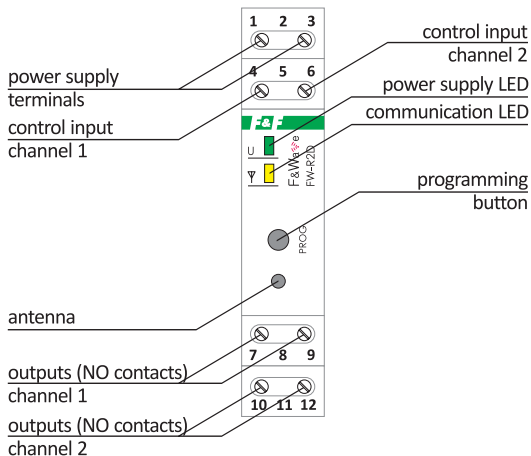 1 2 3
control input
channel 2
power supply
terminals
4 5 6
power supply LED
control input
channel 1
communication LED
F&F
U
F&Wave
FW-R2D
programming
button
PROG
antenna
7 8 9
outputs (NO contacts)
channel 1
10 11 12
outputs (NO contacts)
channel 2